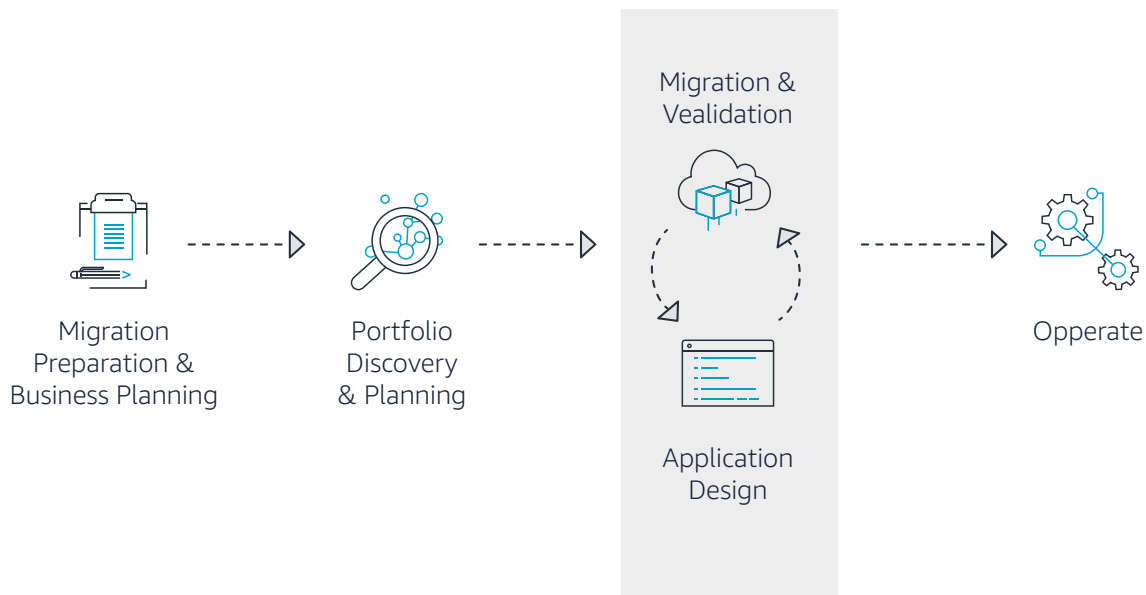 Migration
Preparation &
Business Planning
Portfolio
Discovery
& Planning
Migration &
Vealidation
Application
Design
Opperate